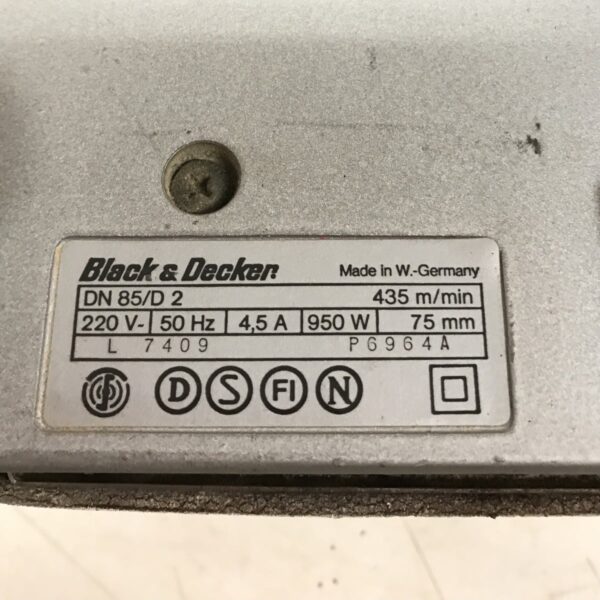 Black & Decker. Made in W.-Germany
DN 85/D 2 435 m/min
220 V~ 50 Hz 4,5 A 950 W 75 mm
L 7409 P6964A
D S FI N